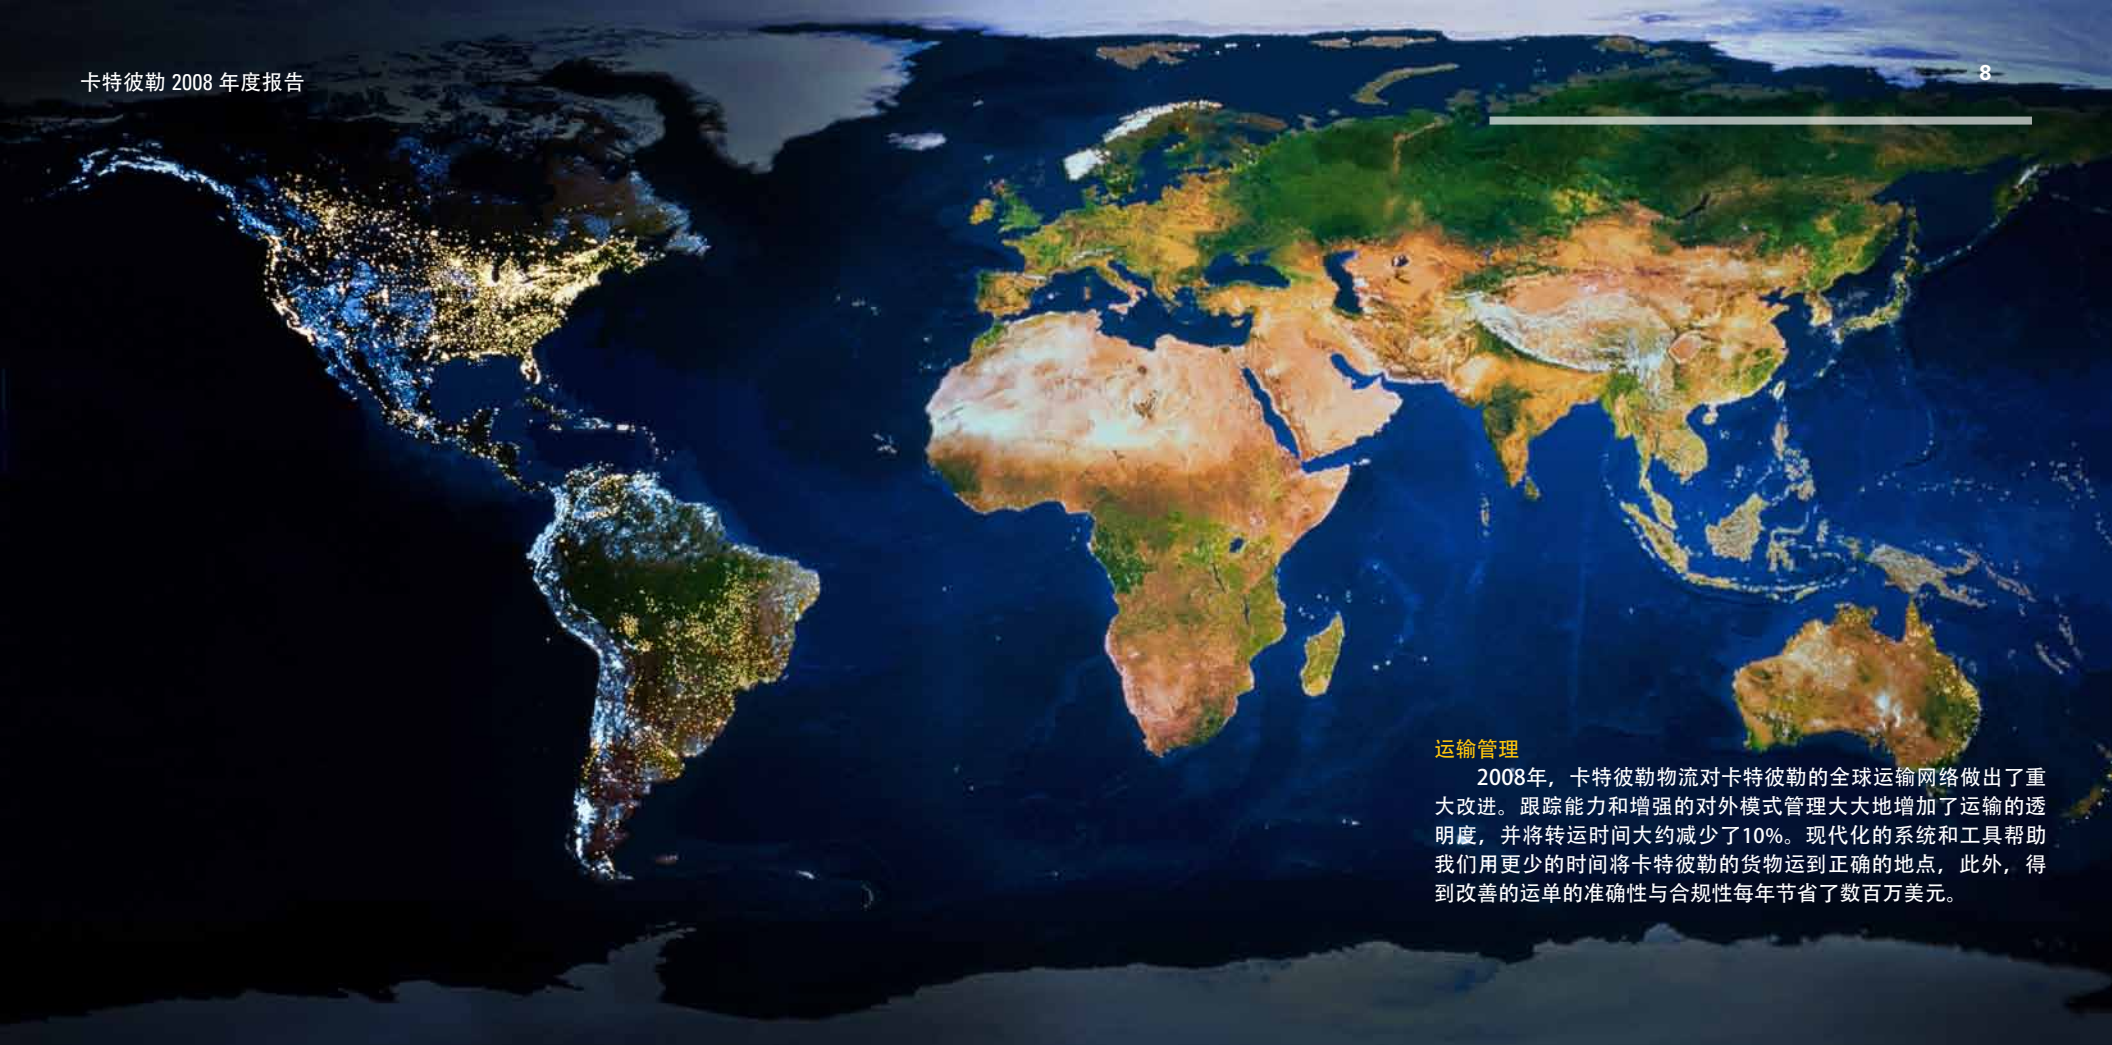 卡特彼勒 2008 年度报告
8
运输管理
2008年，卡特彼勒物流对卡特彼勒的全球运输网络做出了重
大改进。跟踪能力和增强的对外模式管理大大地增加了运输的透
明度，并将转运时间大约减少了10%。现代化的系统和工具帮助
我们用更少的时间将卡特彼勒的货物运到正确的地点，此外，得
到改善的运单的准确性与合规性每年节省了数百万美元。